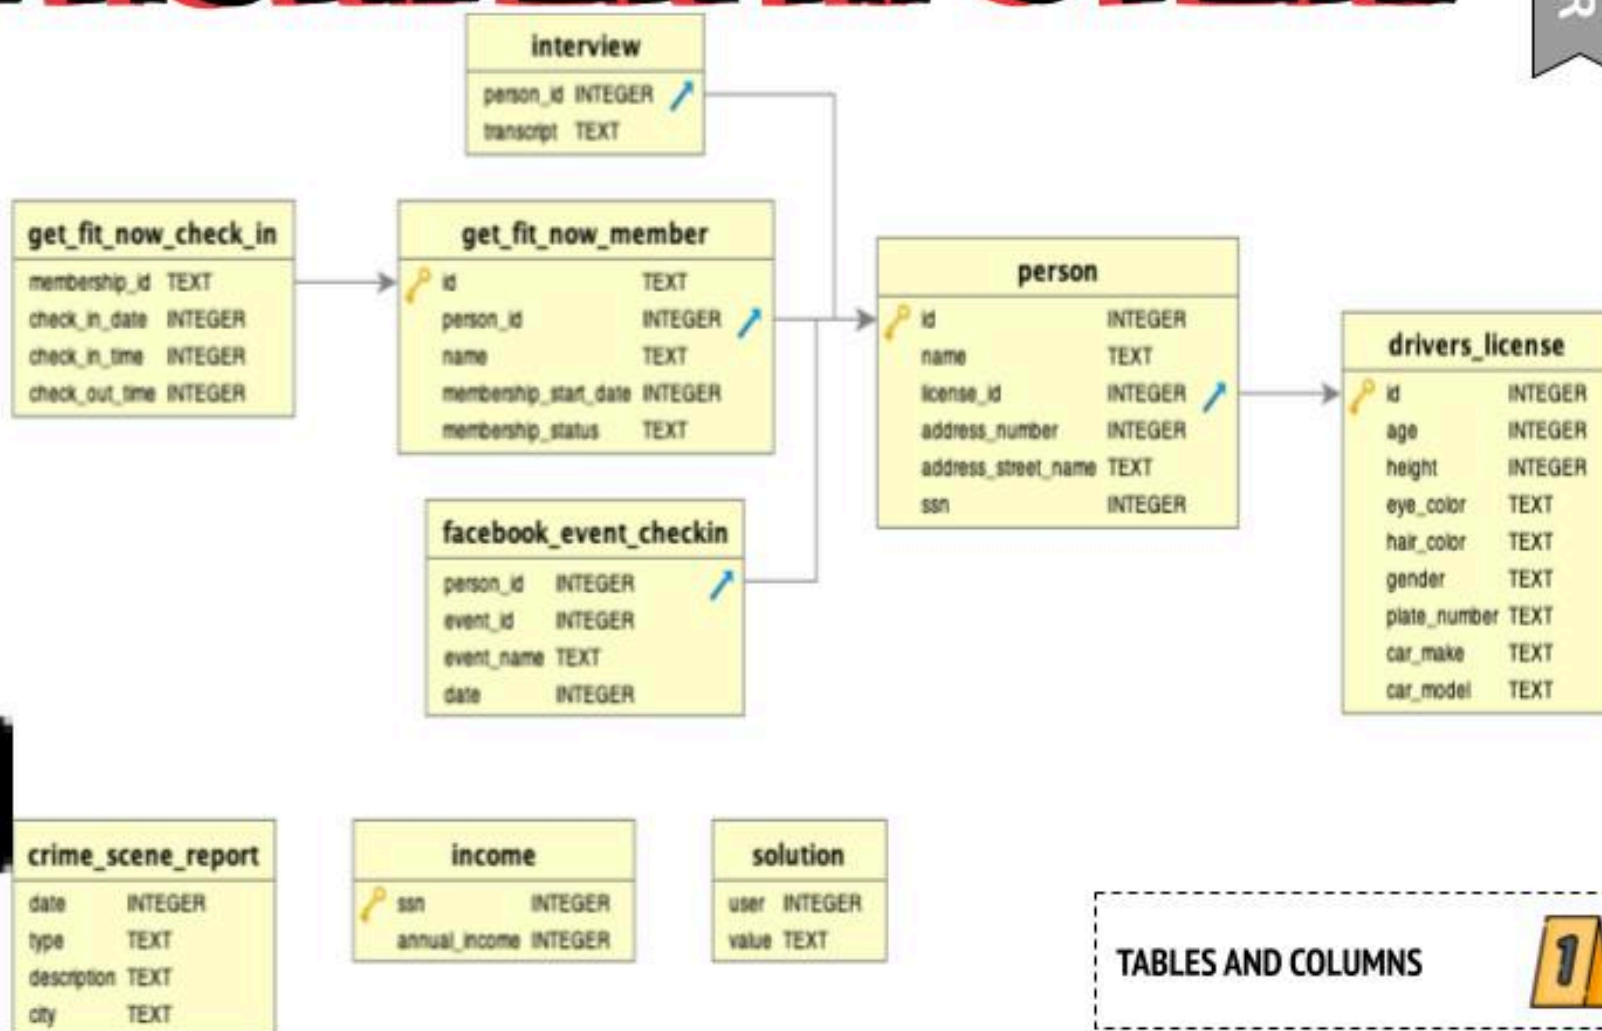 interview
person_id INTEGER
transcript TEXT
get_fit_now_check_in
membership_id TEXT
check_in_date INTEGER
check_in_time INTEGER
check_out_time INTEGER
get_fit_now_member
id TEXT
person_id INTEGER
name TEXT
membership_start_date INTEGER
membership_status TEXT
person
id INTEGER
name TEXT
license_id INTEGER
address_number INTEGER
address_street_name TEXT
ssn INTEGER
drivers_license
id INTEGER
age INTEGER
height INTEGER
eye_color TEXT
hair_color TEXT
gender TEXT
plate_number TEXT
car_make TEXT
car_model TEXT
facebook_event_checkin
person_id INTEGER
event_id INTEGER
event_name TEXT
date INTEGER
crime_scene_report
date INTEGER
type TEXT
description TEXT
city TEXT
income
ssn INTEGER
annual_income INTEGER
solution
user INTEGER
value TEXT
TABLES AND COLUMNS
1
R